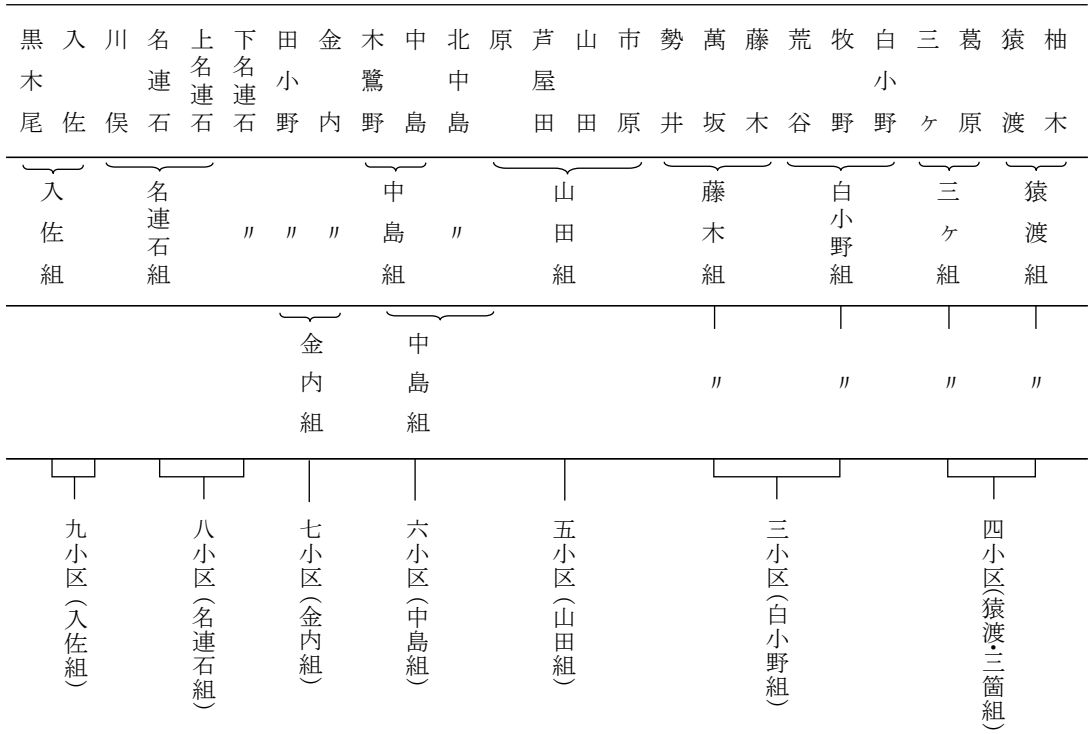 柚木
猿渡
葛原
三ヶ
白小野
牧野
荒谷
藤木
萬坂
勢井
市原
山田
芦屋田
原
北中島
中島
木鷺野
金内
田小野
下名連石
上名連石
名連石
川俣
入佐
黒木尾
猿渡組
三ヶ組
白小野組
藤木組
山田組
〃
中島組
〃
〃
〃
名連石組
入佐組
〃
〃
〃
〃
中島組
金内組
四小区(猿渡・三箇組)
三小区(白小野組)
五小区(山田組)
六小区(中島組)
七小区(金内組)
八小区(名連石組)
九小区(入佐組)